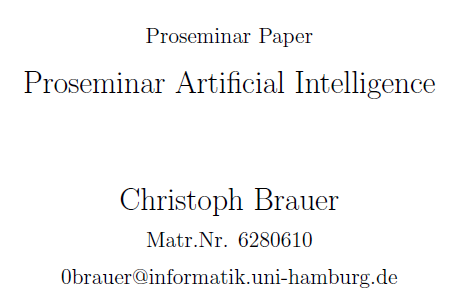 Proseminar Paper
Proseminar Artificial Intelligence
Christoph Brauer
Matr.Nr. 6280610
0brauer@informatik.uni-hamburg.de